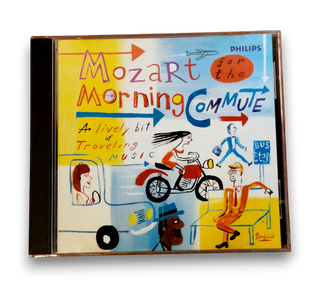 PHILIPS
MOZART for
the
Morning COMMUTE
A lively bit
of
Traveling
MUSIC
BUS
Stop